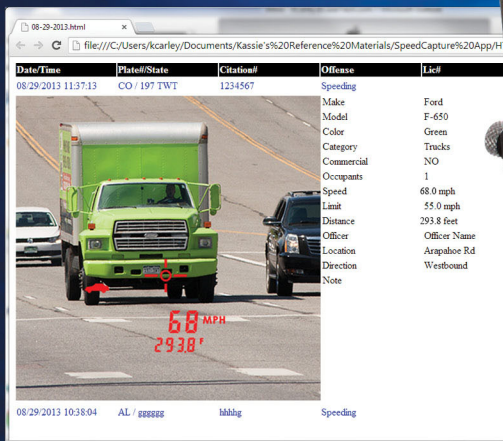 08-29-2013.html
file:///C:/Users/kcarley/Documents/Kassie's%20Reference%20Materials/SpeedCapture%20App/H
Date/Time Plate#/State Citation# Offense Lic#
08/29/2013 11:37:13 CO / 197 TWT 1234567 Speeding
Make Ford
Model F-650
Color Green
Category Trucks
Commercial NO
Occupants 1
Speed 68.0 mph
Limit 55.0 mph
Distance 293.8 feet
Officer Officer Name
Location Arapahoe Rd
Direction Westbound
Note
68 MPH
293.8'
08/29/2013 10:38:04 AL / gggggg hhhhg Speeding